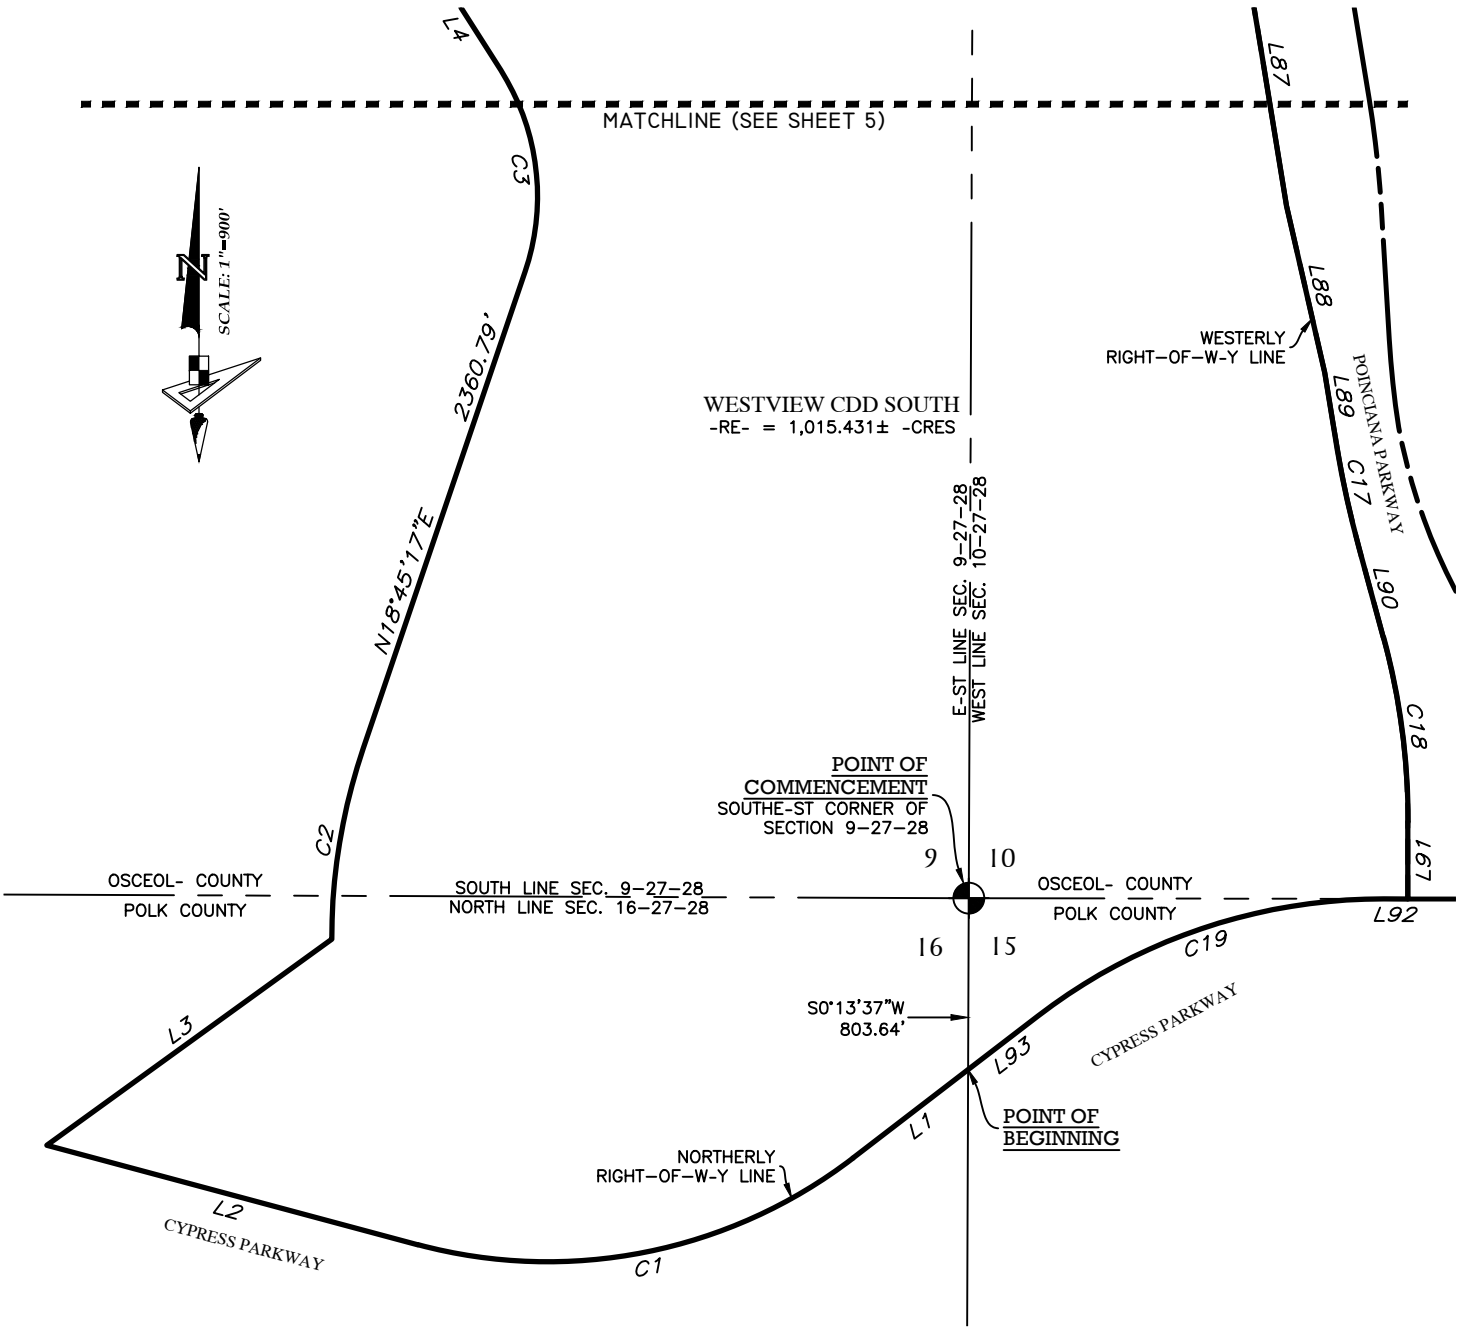 L4
L87
MATCHLINE (SEE SHEET 5)
C3
N
SCALE: 1"=900'
L88
WESTERLY
RIGHT-OF-W-Y LINE
2360.79'
POINCIANA PARKWAY
L89
WESTVIEW CDD SOUTH
-RE- = 1,015.431± -CRES
C17
E-ST LINE SEC. 9-27-28
WEST LINE SEC. 10-27-28
N18°45'17"E
L90
C18
POINT OF
COMMENCEMENT
SOUTHE-ST CORNER OF
SECTION 9-27-28
C2
9
10
L67
OSCEOL- COUNTY
POLK COUNTY
SOUTH LINE SEC. 9-27-28
NORTH LINE SEC. 16-27-28
OSCEOL- COUNTY
POLK COUNTY
L92
16
15
C19
S0°13'37"W
803.64'
CYPRESS PARKWAY
L3
L93
L1
POINT OF
BEGINNING
NORTHERLY
RIGHT-OF-W-Y LINE
L2
CYPRESS PARKWAY
C1